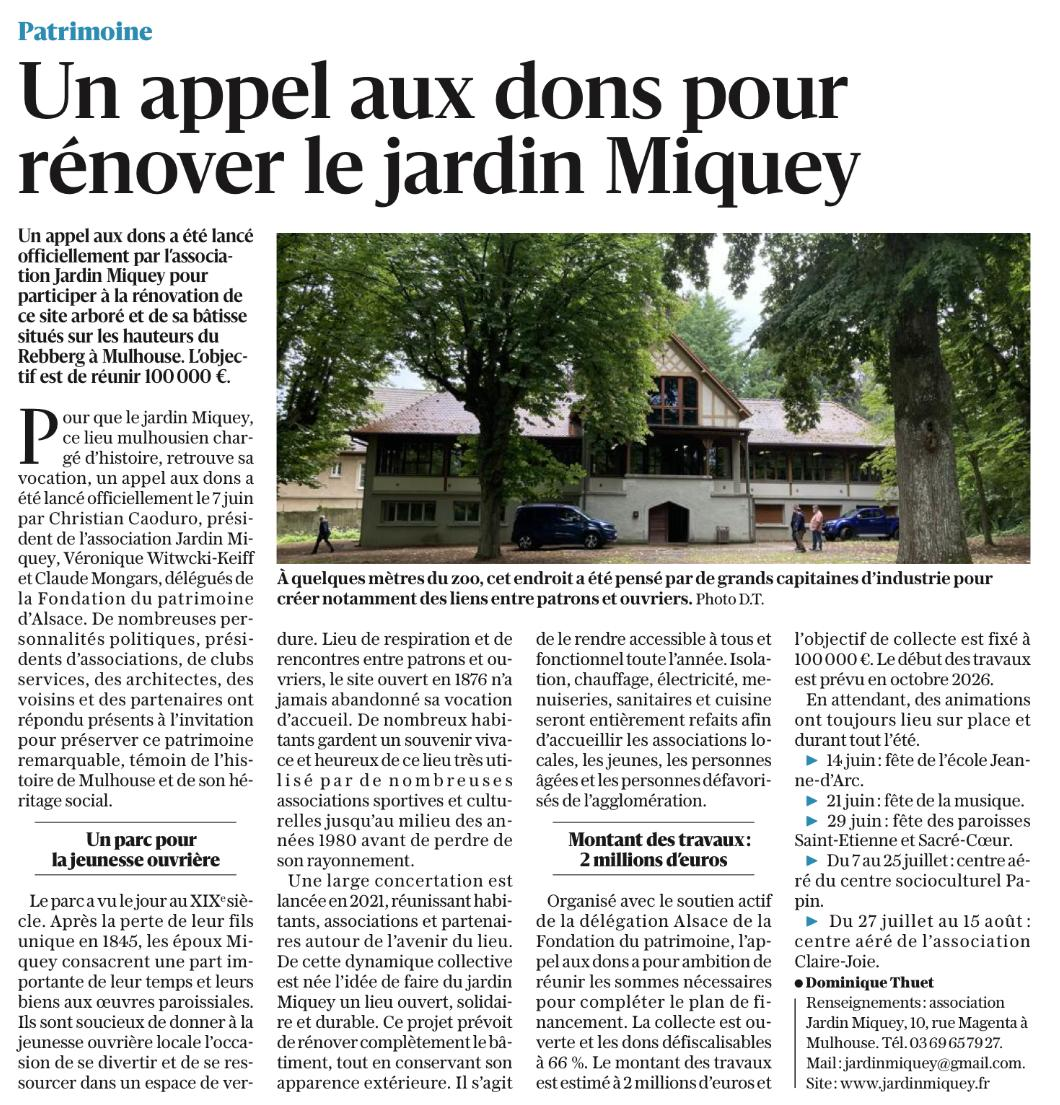 Patrimoine
Un appel aux dons pour
rénover le jardin Miquey
Un appel aux dons a été lancé
officiellement par l'associa-
tion Jardin Miquey pour
participer à la rénovation de
ce site arboré et de sa bâtisse
situés sur les hauteurs du
Rebberg à Mulhouse. L'objec-
tif est de réunir 100 000 €.
Pour que le jardin Miquey,
ce lieu mulhousien char-
gé d'histoire, retrouve sa
vocation, un appel aux dons a
été lancé officiellement le 7 juin
par Christian Caoduro, prési-
dent de l'association Jardin Mi-
quey, Véronique Witwcki-Keiff
et Claude Mongars, délégués de
la Fondation du patrimoine
d'Alsace. De nombreuses per-
sonnalités politiques, prési-
dents d'associations, de clubs
services, des architectes, des
voisins et des partenaires ont
répondu présents à l'invitation
pour préserver ce patrimoine
remarquable, témoin de l'his-
toire de Mulhouse et de son hé-
ritage social.
Un parc pour
la jeunesse ouvrière
Le parc a vu le jour au XIXe siè-
cle. Après la perte de leur fils
unique en 1845, les époux Mi-
quey consacrent une part im-
portante de leur temps et leurs
biens aux œuvres paroissiales.
Ils sont soucieux de donner à la
jeunesse ouvrière locale l'occa-
sion de se divertir et de se res-
sourcer dans un espace de ver-
À quelques mètres du zoo, cet endroit a été pensé par de grands capitaines d'industrie pour
créer notamment des liens entre patrons et ouvriers. Photo D.T.
dure. Lieu de respiration et de
rencontres entre patrons et ou-
vriers, le site ouvert en 1876 n'a
jamais abandonné sa vocation
d'accueil. De nombreux habi-
tants gardent un souvenir viva-
ce et heureux de ce lieu très uti-
lisé par de nombreuses
associations sportives et cultu-
relles jusqu'au milieu des an-
nées 1980 avant de perdre de
son rayonnement.
Une large concertation est
lancée en 2021, réunissant habi-
tants, associations et partenai-
res autour de l'avenir du lieu.
De cette dynamique collective
est née l'idée de faire du jardin
Miquey un lieu ouvert, solidai-
re et durable. Ce projet prévoit
de rénover complètement le bâ-
timent, tout en conservant son
apparence extérieure. Il s'agit
de le rendre accessible à tous et
fonctionnel toute l'année. Isola-
tion, chauffage, électricité, me-
nuiseries, sanitaires et cuisine
seront entièrement refaits afin
d'accueillir les associations lo-
cales, les jeunes, les personnes
âgées et les personnes défavori-
sés de l'agglomération.
Montant des travaux :
2 millions d'euros
Organisé avec le soutien actif
de la délégation Alsace de la
Fondation du patrimoine, l'ap-
pel aux dons a pour ambition de
réunir les sommes nécessaires
pour compléter le plan de fi-
nancement. La collecte est ou-
verte et les dons défiscalisables
à 66 %. Le montant des travaux
est estimé à 2 millions d'euros et
l'objectif de collecte est fixé à
100 000 €. Le début des travaux
est prévu en octobre 2026.
En attendant, des animations
ont toujours lieu sur place et
durant tout l'été.
► 14 juin : fête de l'école Jean-
ne-d'Arc.
► 21 juin : fête de la musique.
► 29 juin : fête des paroisses
Saint-Etienne et Sacré-Cœur.
► Du 7 au 25 juillet : centre aé-
ré du centre socioculturel Pa-
pin.
► Du 27 juillet au 15 août :
centre aéré de l'association
Claire-Joie.
● Dominique Thuet
Renseignements : association
Jardin Miquey, 10, rue Magenta à
Mulhouse. Tél. 03 69 65 79 27.
Mail : jardinmiquey@gmail.com.
Site : www.jardinmiquey.fr